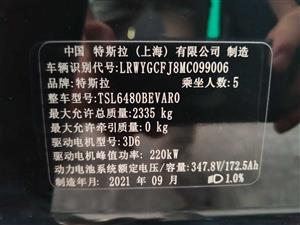 中国 特斯拉（上海）有限公司 制造
车辆识别代号:LRWYGCFJ8MC099006
品牌:特斯拉 乘坐人数:5
整车型号:TSL6480BEVAR0
最大允许总质量:2335 kg
最大允许牵引质量:0 kg
驱动电机型号:3D6
驱动电机峰值功率:220kW
动力电池系统额定电压/容量:347.8V/172.5Ah
制造年月:2021 年 09 月 1.0%